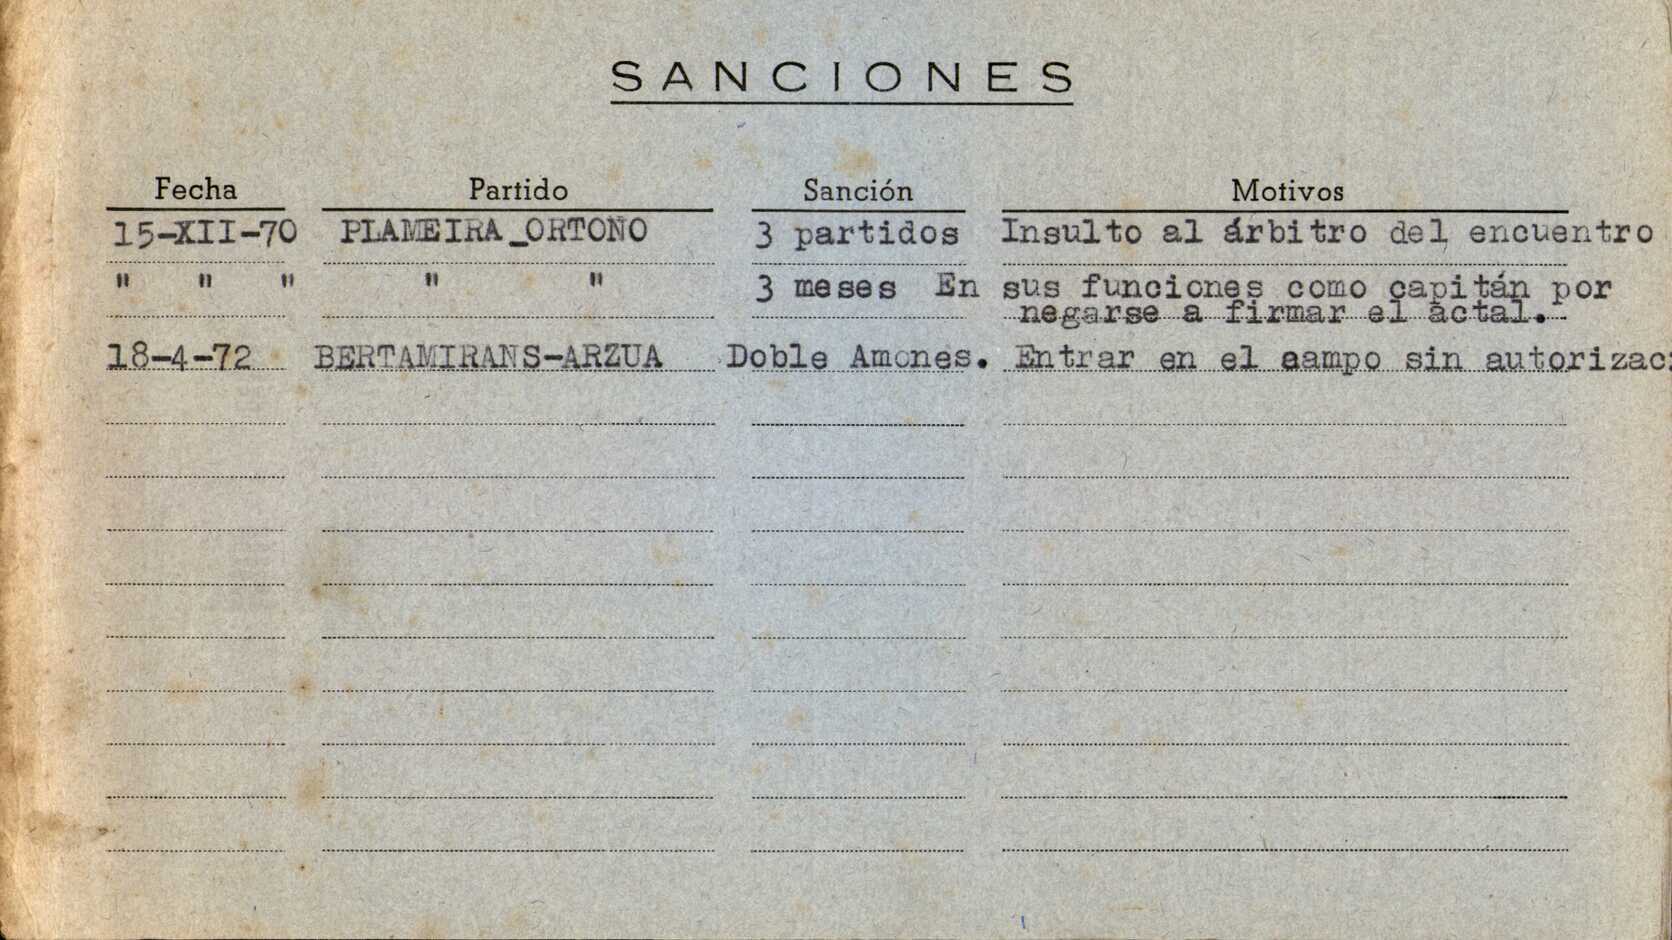 SANCIONES
Fecha Partido Sanción Motivos
15-XII-70 PLAMEIRA_ORTOÑO 3 partidos Insulto al árbitro del encuentro
" " " " " 3 meses En sus funciones como capitán por
negarse a firmar el actal.
18-4-72 BERTAMIRANS-ARZUA Doble Amones. Entrar en el aampo sin autorizaci